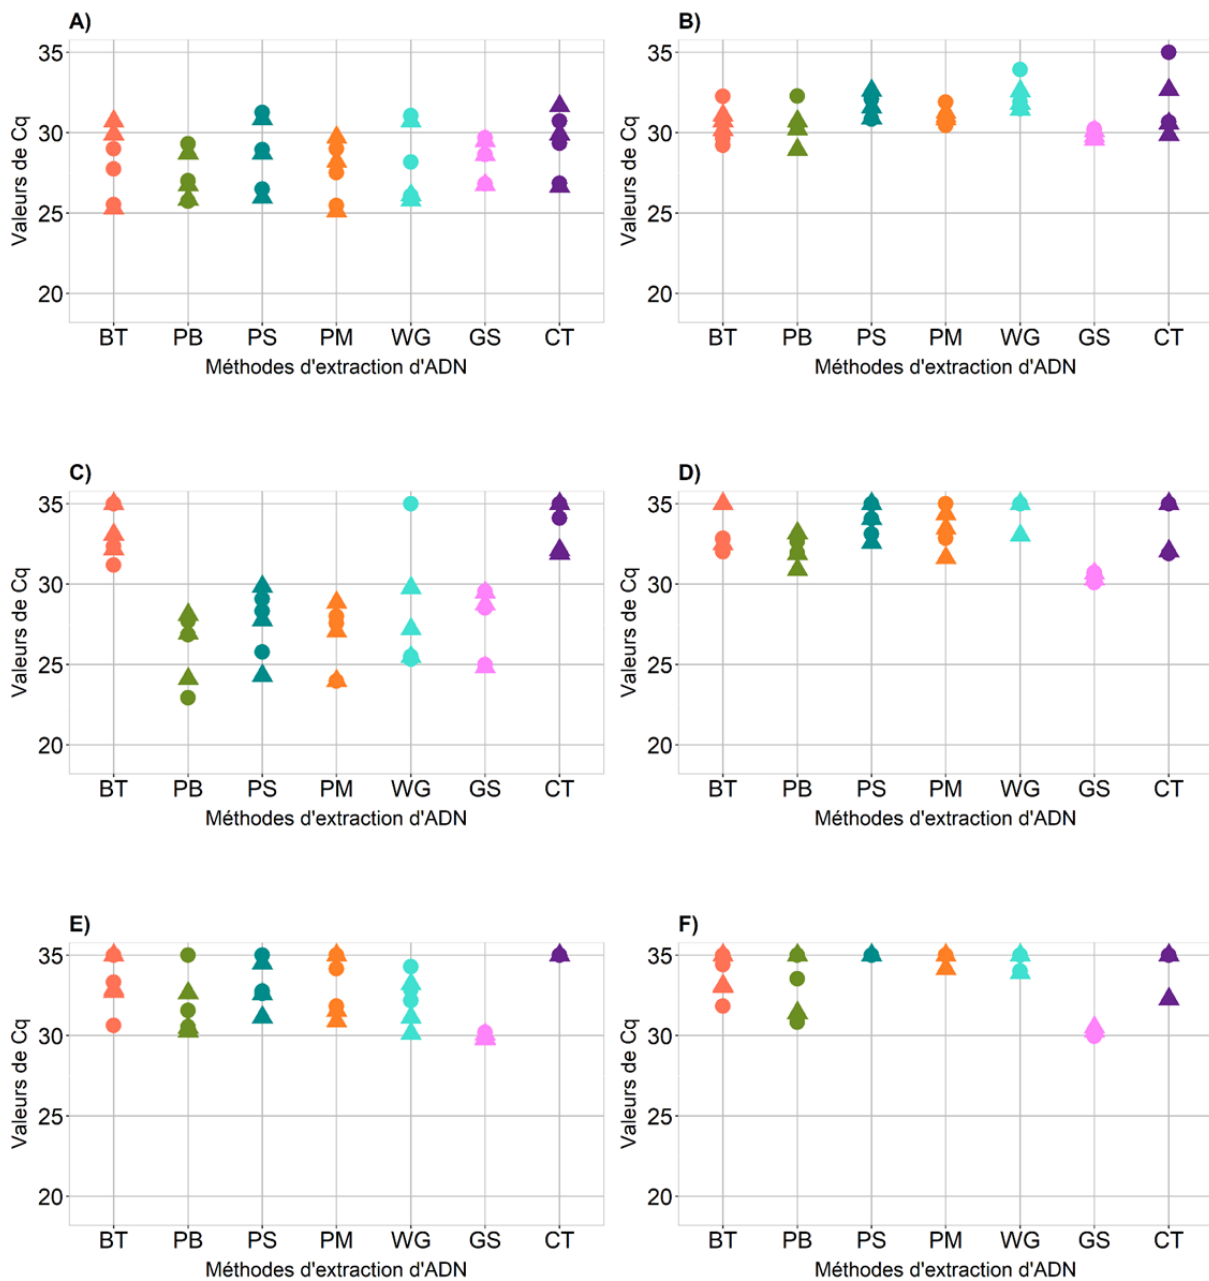 A)
35
30
25
20
Valeurs de Cq
BT PB PS PM WG GS CT
Méthodes d'extraction d'ADN
B)
35
30
25
20
Valeurs de Cq
BT PB PS PM WG GS CT
Méthodes d'extraction d'ADN
C)
35
30
25
20
Valeurs de Cq
BT PB PS PM WG GS CT
Méthodes d'extraction d'ADN
D)
35
30
25
20
Valeurs de Cq
BT PB PS PM WG GS CT
Méthodes d'extraction d'ADN
E)
35
30
25
20
Valeurs de Cq
BT PB PS PM WG GS CT
Méthodes d'extraction d'ADN
F)
35
30
25
20
Valeurs de Cq
BT PB PS PM WG GS CT
Méthodes d'extraction d'ADN